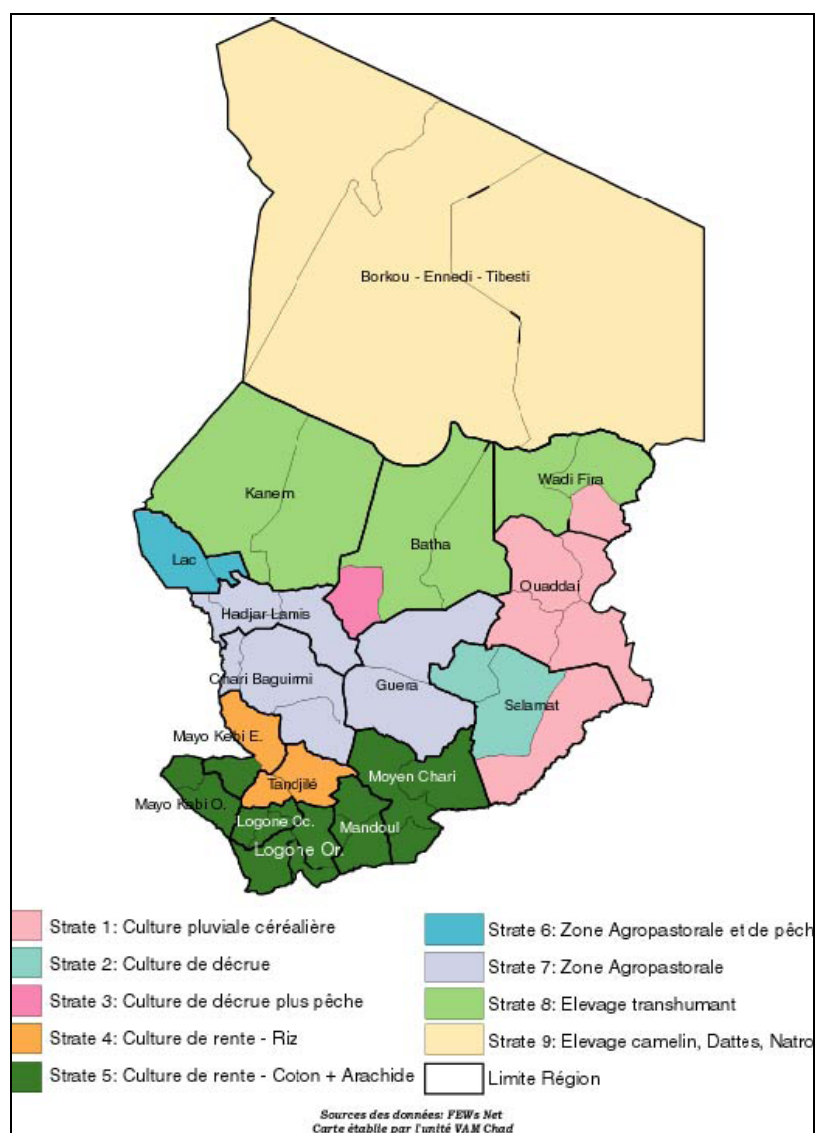 Borkou - Ennedi - Tibesti
Wadi Fira
Kanem
Batha
Lac
Ouaddai
Hadjar Lamis
Chari Baguirmi
Guera
Salamat
Mayo Kebi E.
Moyen Chari
Tandjilé
Mayo Kabi O.
Logone Oc.
Mandoul
Logone Or.
Strate 1: Culture pluviale céréalière
Strate 2: Culture de décrue
Strate 3: Culture de décrue plus pêche
Strate 4: Culture de rente - Riz
Strate 5: Culture de rente - Coton + Arachide
Strate 6: Zone Agropastorale et de pêch
Strate 7: Zone Agropastorale
Strate 8: Elevage transhumant
Strate 9: Elevage camelin, Dattes, Natro
Limite Région
Sources des données: FEWs Net
Carte établie par l'unité VAM Chad